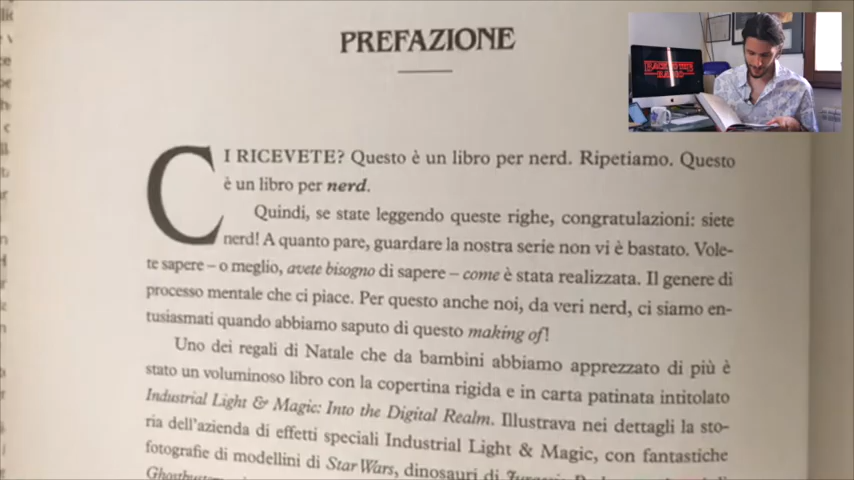 PREFAZIONE
CI RICEVETE? Questo è un libro per nerd. Ripetiamo. Questo
è un libro per nerd.
Quindi, se state leggendo queste righe, congratulazioni: siete
nerd! A quanto pare, guardare la nostra serie non vi è bastato. Vole-
te sapere – o meglio, avete bisogno di sapere – come è stata realizzata. Il genere di
processo mentale che ci piace. Per questo anche noi, da veri nerd, ci siamo en-
tusiasmati quando abbiamo saputo di questo making of!
Uno dei regali di Natale che da bambini abbiamo apprezzato di più è
stato un voluminoso libro con la copertina rigida e in carta patinata intitolato
Industrial Light & Magic: Into the Digital Realm. Illustrava nei dettagli la sto-
ria dell'azienda di effetti speciali Industrial Light & Magic, con fantastiche
fotografie di modellini di Star Wars, dinosauri di
BACK TO THE